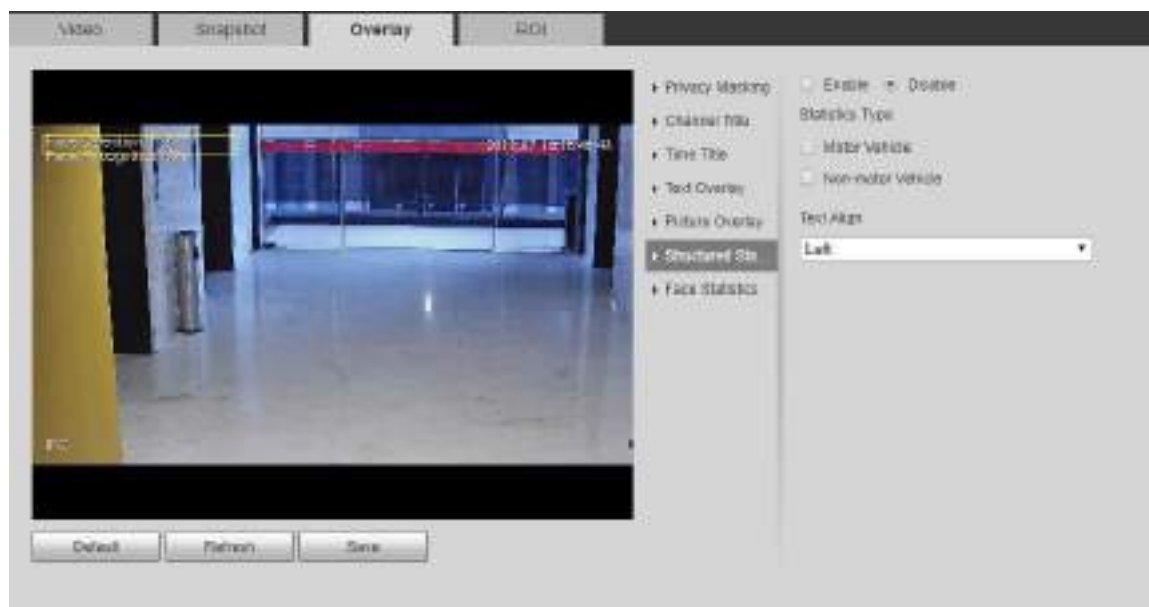 Video
Snapshot
Overlay
ROI
Privacy Masking
Channel Title
Time Title
Text Overlay
Picture Overlay
Structured Sta
Face Statistics
Enable
Disable
Statistics Type
Motor Vehicle
Non-motor Vehicle
Text Align
Left
Default
Refresh
Save